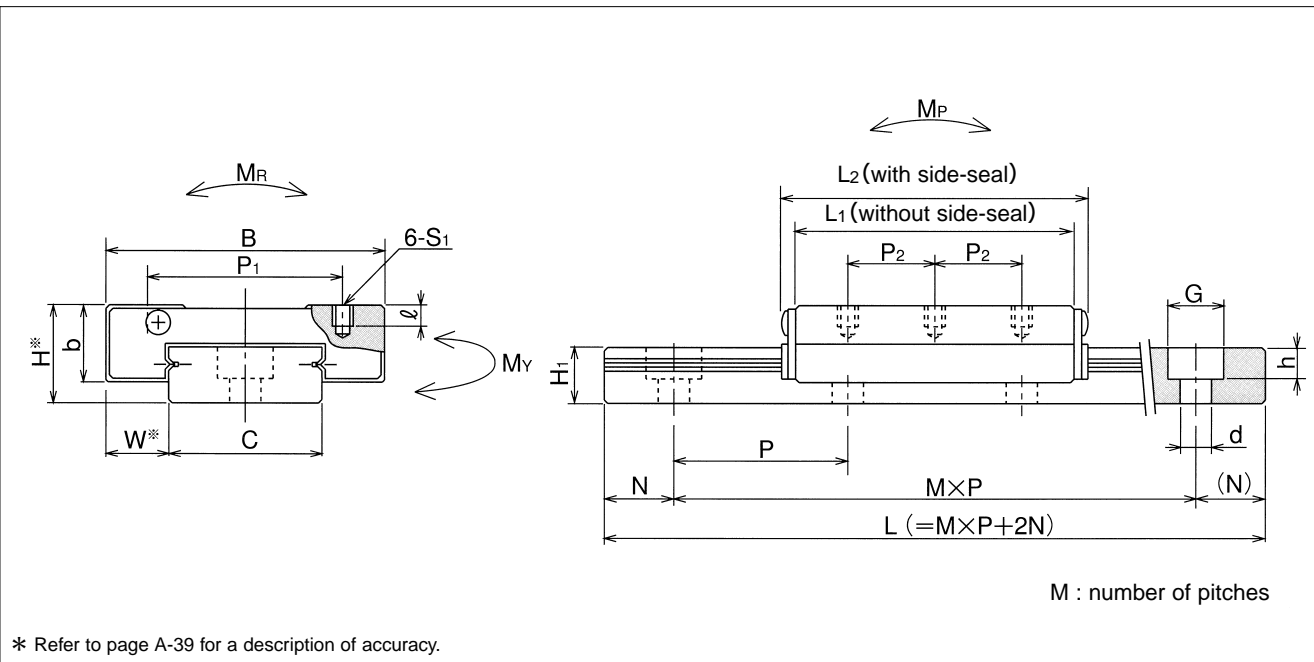 MP
L2(with side-seal)
L1(without side-seal)
P2
P2
G
h
d
H1
P
N
M×P
(N)
L (=M×P+2N)
MR
B
6-S1
P1
ℓ
H※
b
MY
W※
C
M : number of pitches
* Refer to page A-39 for a description of accuracy.